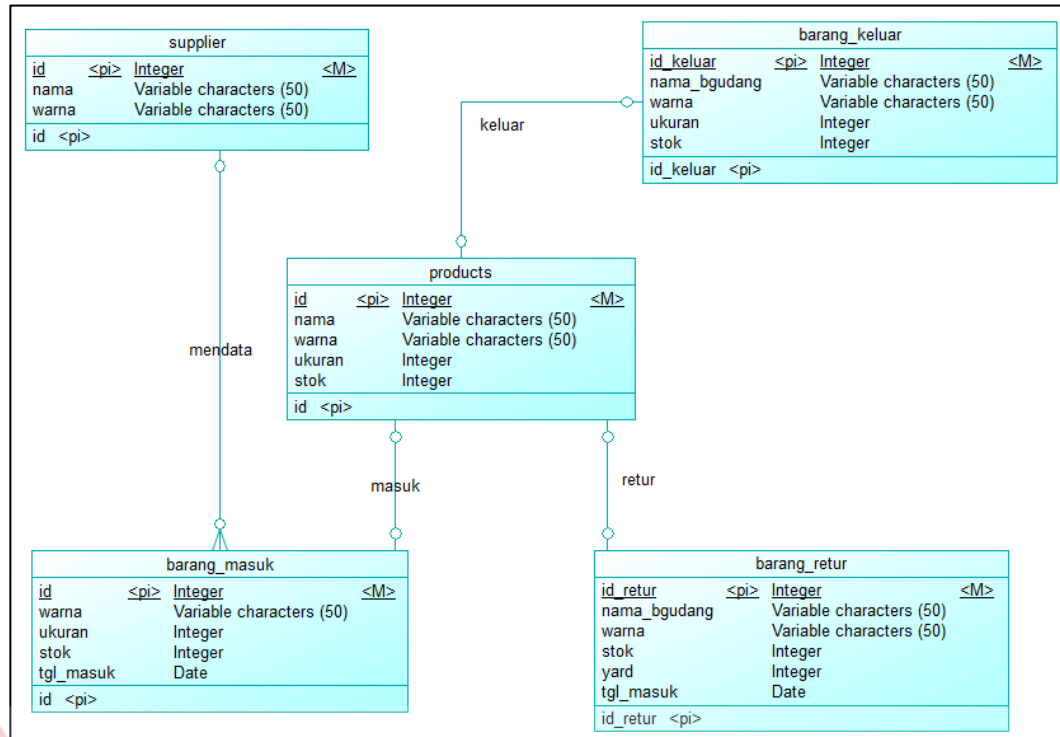 supplier
id <pi> Integer <M>
nama Variable characters (50)
warna Variable characters (50)
id <pi>
barang_keluar
id_keluar <pi> Integer <M>
nama_bgudang Variable characters (50)
warna Variable characters (50)
ukuran Integer
stok Integer
id_keluar <pi>
keluar
products
id <pi> Integer <M>
nama Variable characters (50)
warna Variable characters (50)
ukuran Integer
stok Integer
id <pi>
mendata
masuk
retur
barang_masuk
id <pi> Integer <M>
warna Variable characters (50)
ukuran Integer
stok Integer
tgl_masuk Date
id <pi>
barang_retur
id_retur <pi> Integer <M>
nama_bgudang Variable characters (50)
warna Variable characters (50)
stok Integer
yard Integer
tgl_masuk Date
id_retur <pi>